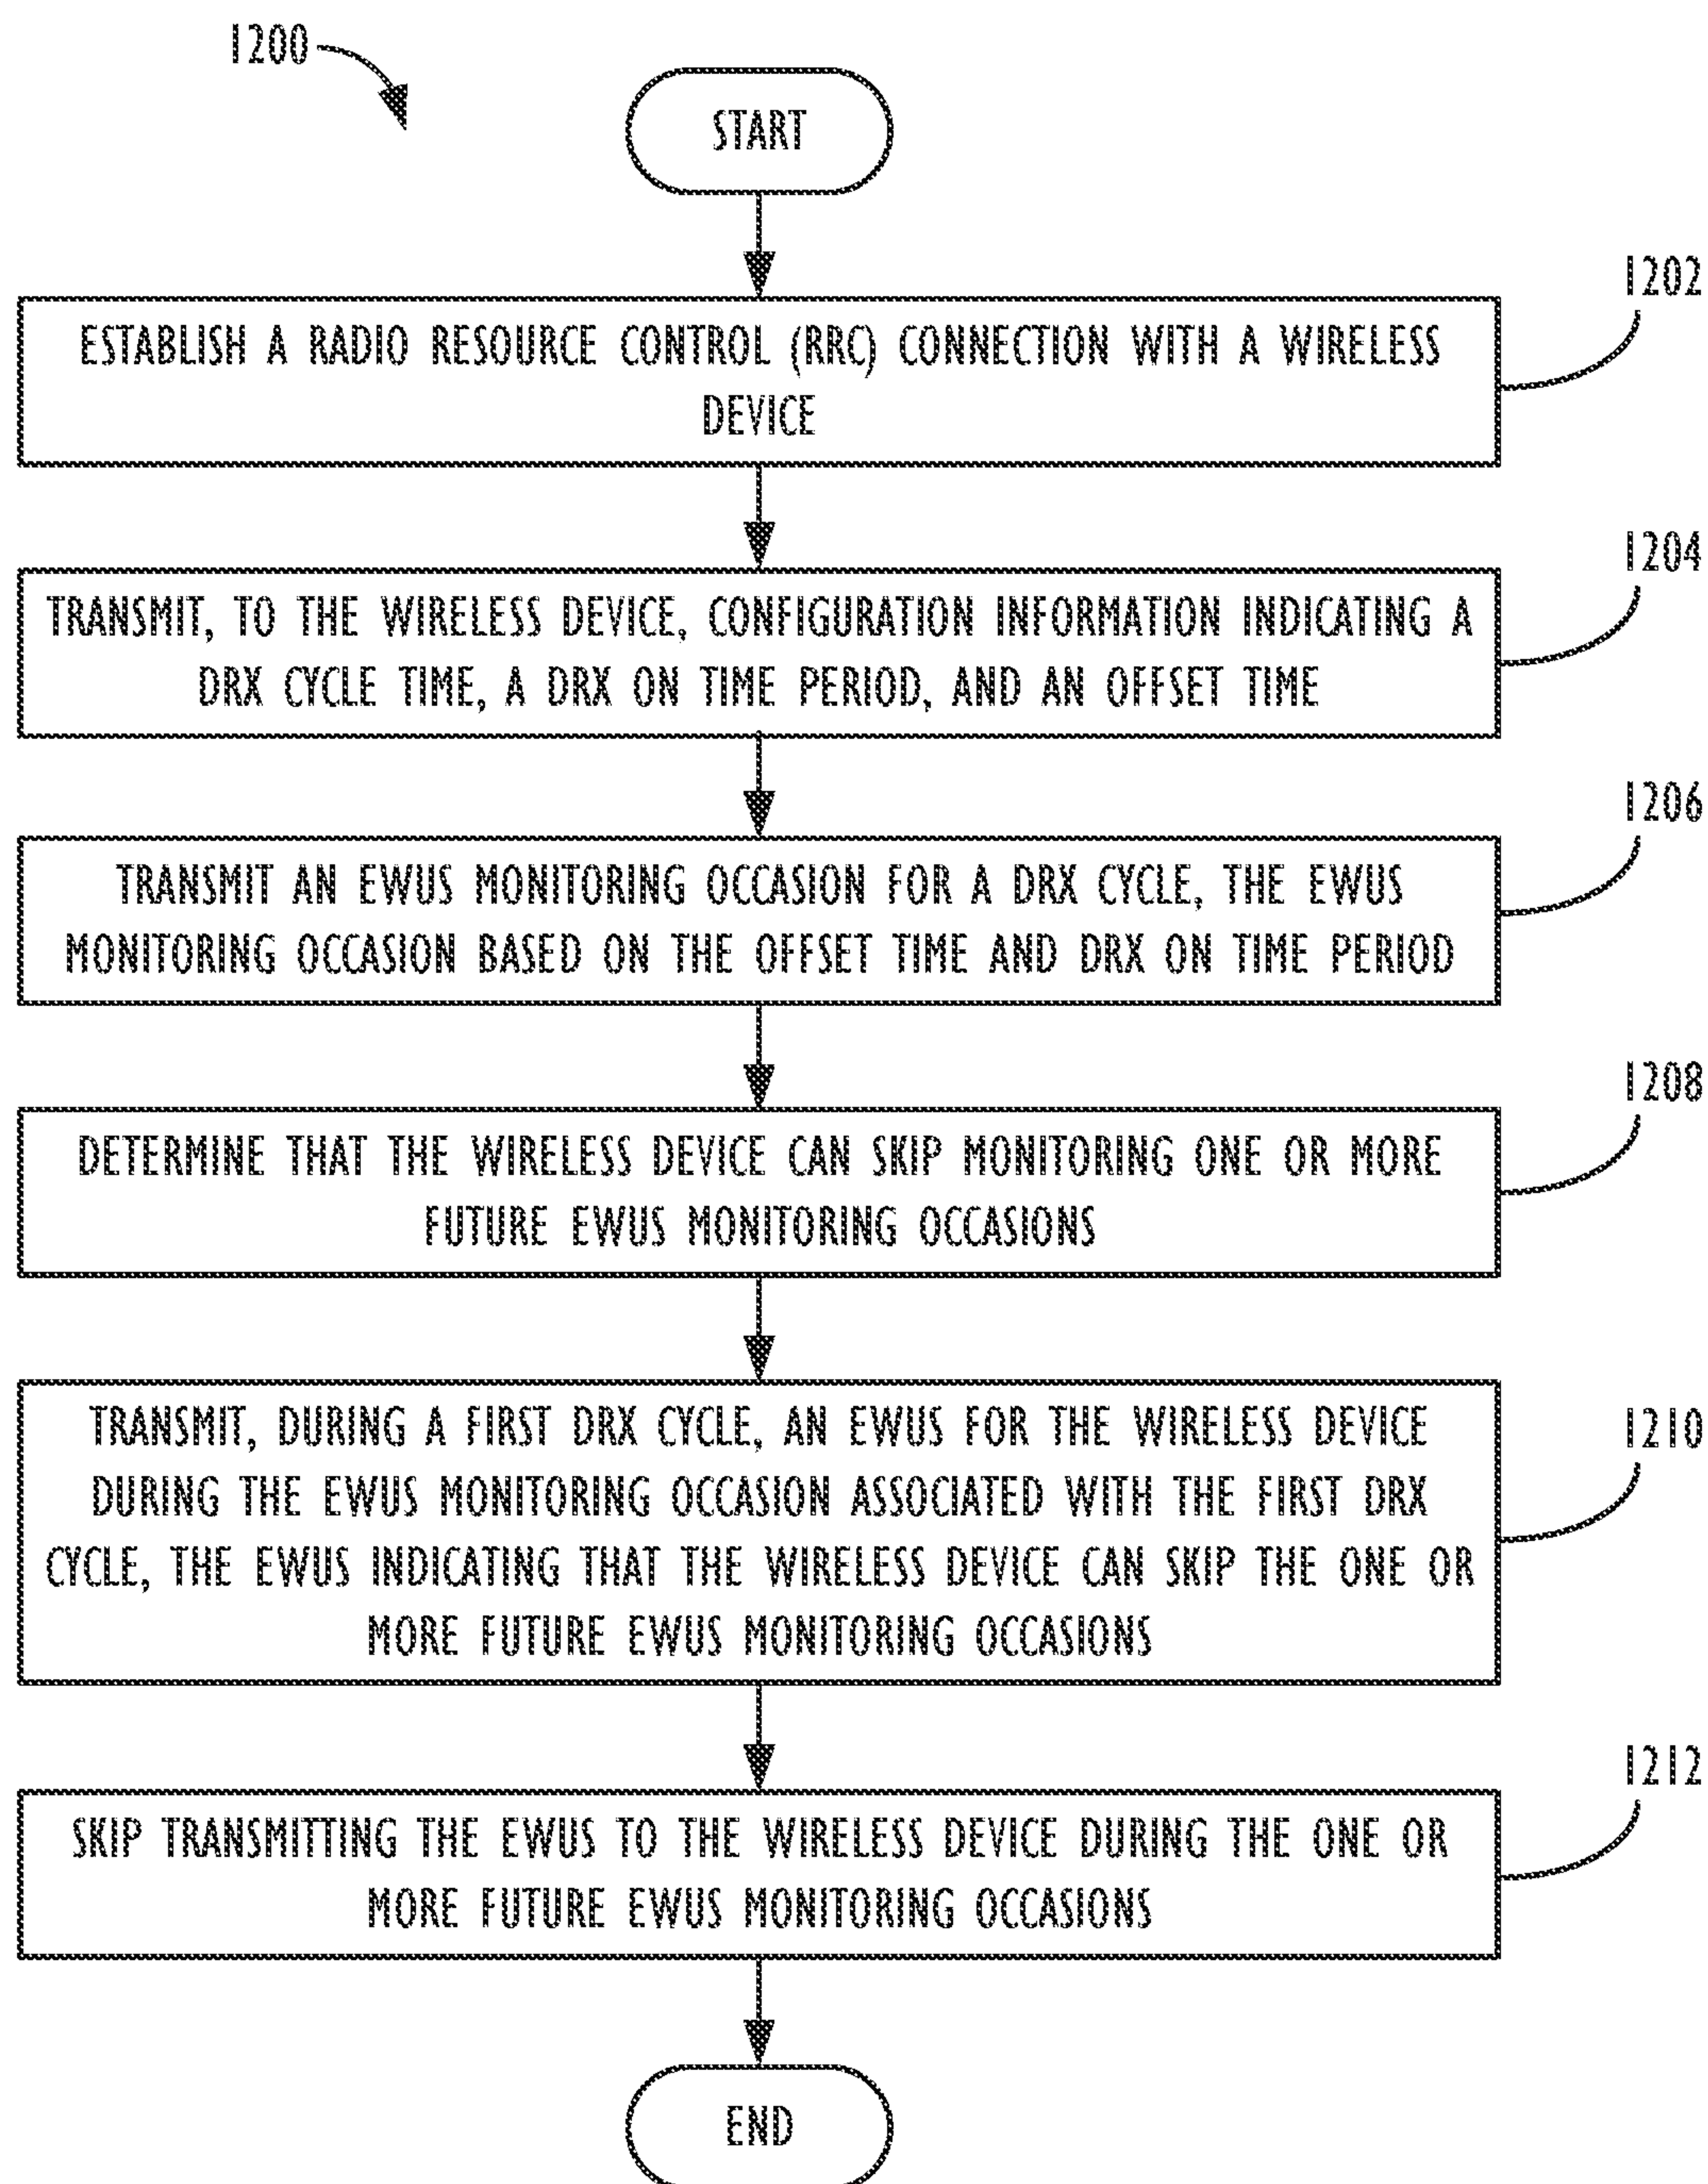 1200
START
1202
ESTABLISH A RADIO RESOURCE CONTROL (RRC) CONNECTION WITH A WIRELESS
DEVICE
1204
TRANSMIT, TO THE WIRELESS DEVICE, CONFIGURATION INFORMATION INDICATING A
DRX CYCLE TIME, A DRX ON TIME PERIOD, AND AN OFFSET TIME
1206
TRANSMIT AN EWUS MONITORING OCCASION FOR A DRX CYCLE, THE EWUS
MONITORING OCCASION BASED ON THE OFFSET TIME AND DRX ON TIME PERIOD
1208
DETERMINE THAT THE WIRELESS DEVICE CAN SKIP MONITORING ONE OR MORE
FUTURE EWUS MONITORING OCCASIONS
1210
TRANSMIT, DURING A FIRST DRX CYCLE, AN EWUS FOR THE WIRELESS DEVICE
DURING THE EWUS MONITORING OCCASION ASSOCIATED WITH THE FIRST DRX
CYCLE, THE EWUS INDICATING THAT THE WIRELESS DEVICE CAN SKIP THE ONE OR
MORE FUTURE EWUS MONITORING OCCASIONS
1212
SKIP TRANSMITTING THE EWUS TO THE WIRELESS DEVICE DURING THE ONE OR
MORE FUTURE EWUS MONITORING OCCASIONS
END